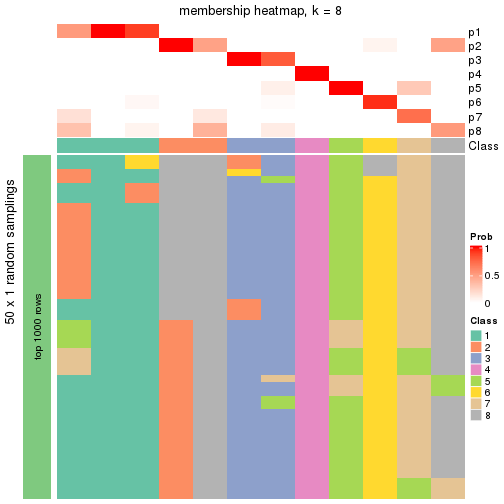 membership heatmap, k = 8
p1
p2
p3
p4
p5
p6
p7
p8
Class
50 x 1 random samplings
top 1000 rows
Prob
1
0.5
0
Class
1
2
3
4
5
6
7
8